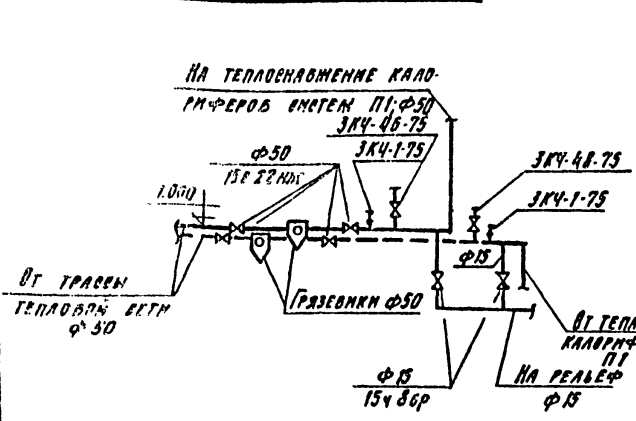 НА ТЕПЛОСНАБЖЕНИЕ КАЛО-
РИФЕРОВ СИСТЕМ П1; Ф50
ЗКЧ-46-75
ЗКЧ-1-75
Ф50
15с 22нж
1.000
ЗКЧ-48-75
ЗКЧ-1-75
Ф15
ОТ ТРАССЫ
ТЕПЛОВОЙ СЕТИ
Ф50
ГРЯЗЕВИКИ Ф50
ОТ ТЕПЛ
КАЛОРИФ
П1
Ф15
15ч 8бр
НА РЕЛЬЕФ
Ф15